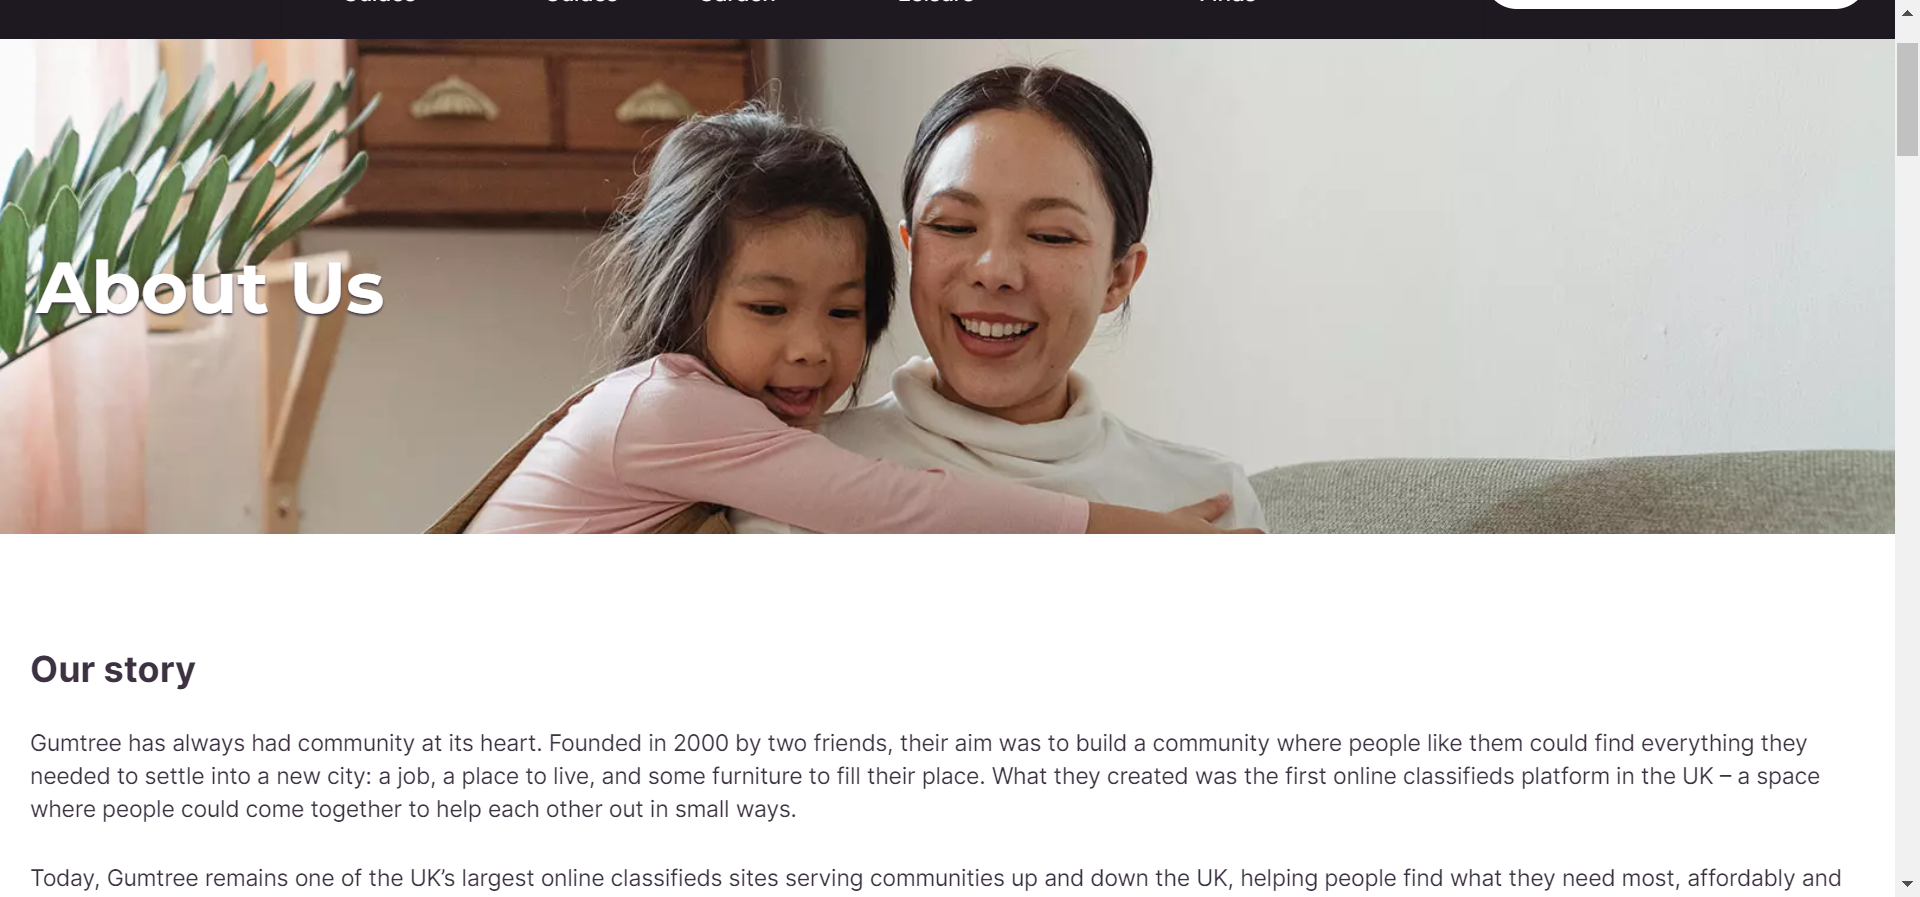 Guides Guides Garden Leisure Finds
About Us
Our story
Gumtree has always had community at its heart. Founded in 2000 by two friends, their aim was to build a community where people like them could find everything they
needed to settle into a new city: a job, a place to live, and some furniture to fill their place. What they created was the first online classifieds platform in the UK – a space
where people could come together to help each other out in small ways.
Today, Gumtree remains one of the UK’s largest online classifieds sites serving communities up and down the UK, helping people find what they need most, affordably and